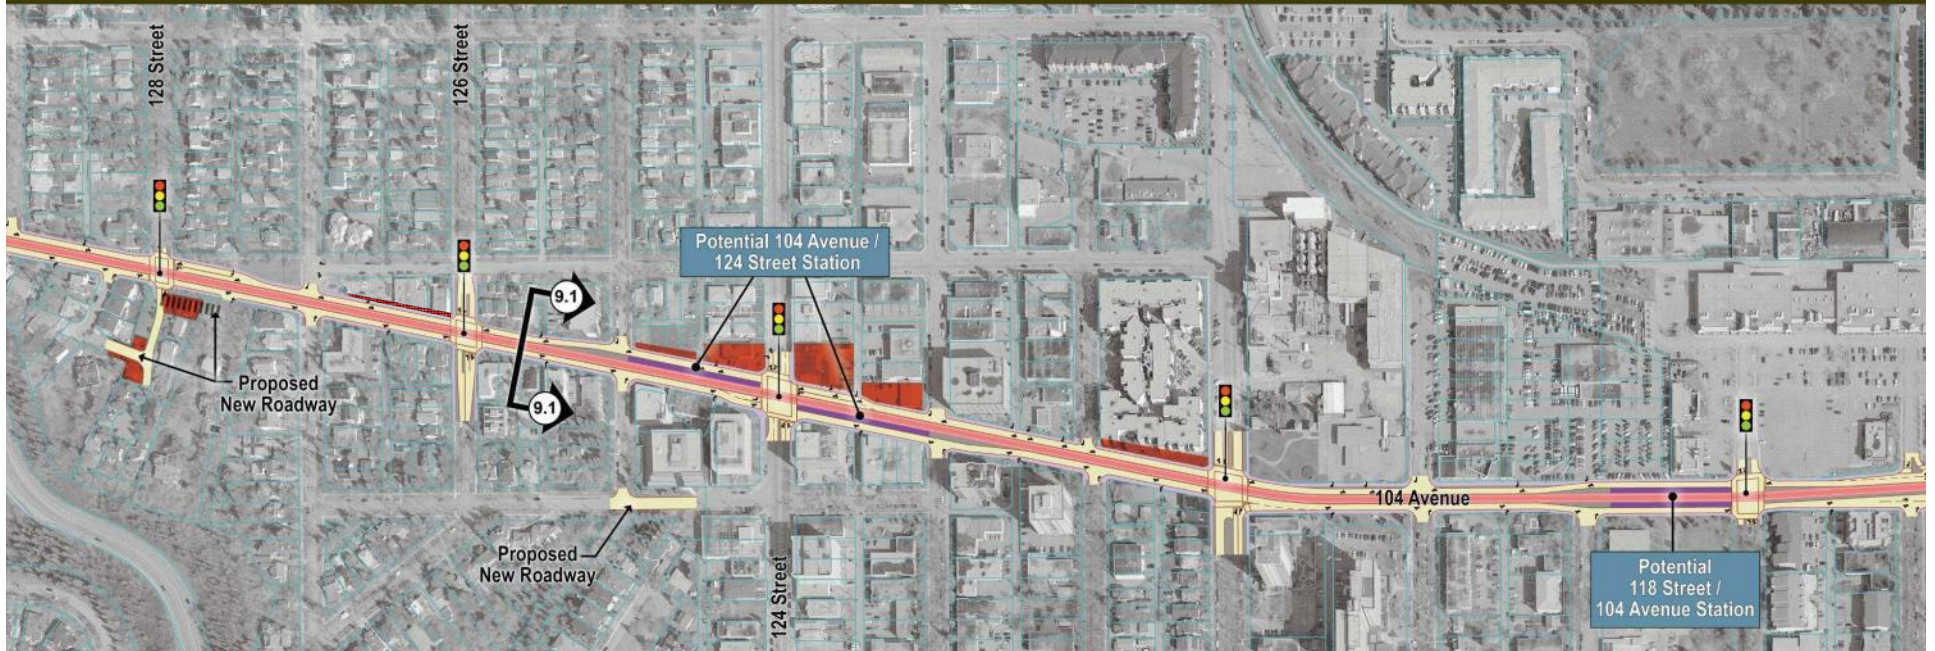 128 Street
126 Street
Potential 104 Avenue /
124 Street Station
9.1
9.1
Proposed
New Roadway
104 Avenue
Proposed
New Roadway
124 Street
Potential
118 Street /
104 Avenue Station